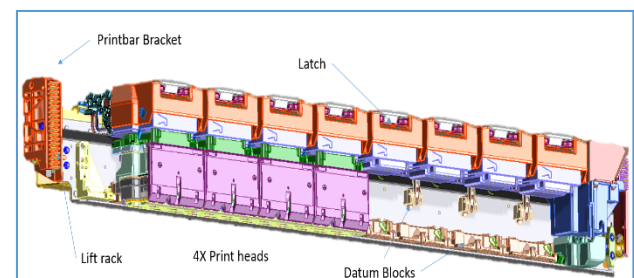 Printbar Bracket
Latch
Lift rack
4X Print heads
Datum Blocks